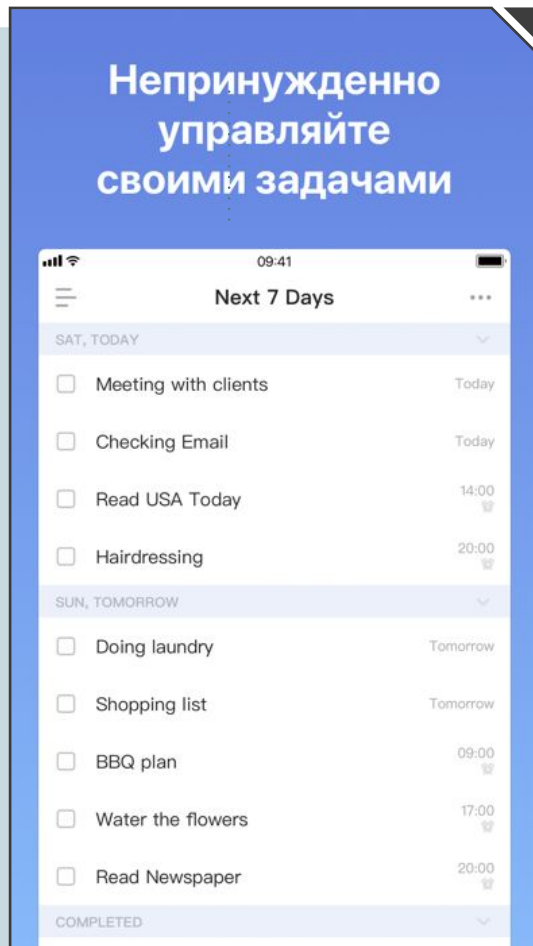 Непринужденно
управляйте
своими задачами
09:41
Next 7 Days
SAT, TODAY
Meeting with clients Today
Checking Email Today
Read USA Today 14:00
Hairdressing 20:00
SUN, TOMORROW
Doing laundry Tomorrow
Shopping list Tomorrow
BBQ plan 09:00
Water the flowers 17:00
Read Newspaper 20:00
COMPLETED